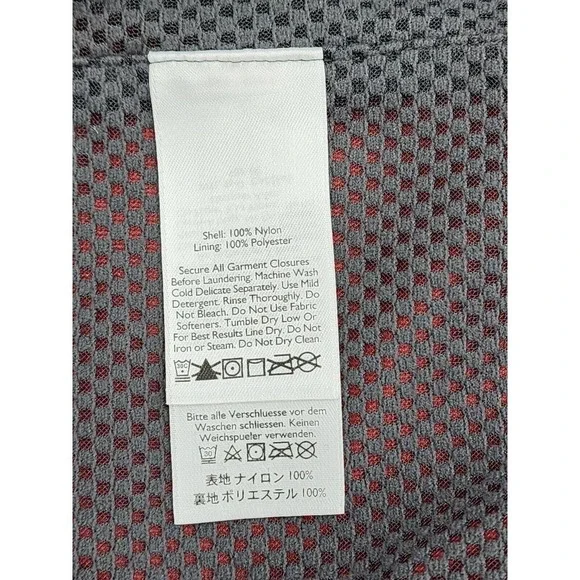 Shell: 100% Nylon
Lining: 100% Polyester
Secure All Garment Closures
Before Laundering. Machine Wash
Cold Delicate Separately. Use Mild
Detergent. Rinse Thoroughly. Do
Not Bleach. Do Not Use Fabric
Softeners. Tumble Dry Low Or
For Best Results Line Dry. Do Not
Iron or Steam. Do Not Dry Clean.
Bitte alle Verschluesse vor dem
Waschen schliessen. Keinen
Weichspueler verwenden.
30
表地 ナイロン 100%
裏地 ポリエステル 100%